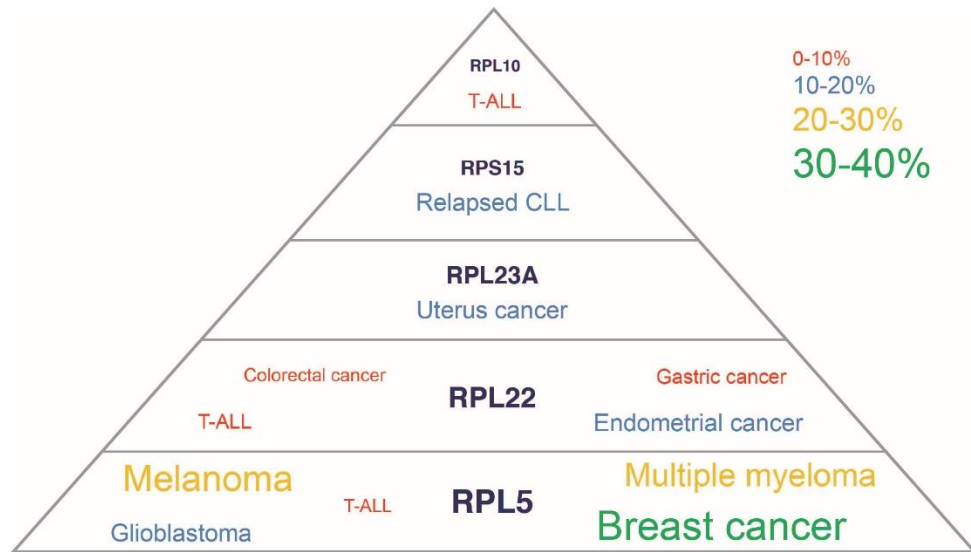 RPL10
T-ALL
0-10%
10-20%
20-30%
30-40%
RPS15
Relapsed CLL
RPL23A
Uterus cancer
Colorectal cancer
Gastric cancer
RPL22
T-ALL
Endometrial cancer
Melanoma
Multiple myeloma
T-ALL
RPL5
Glioblastoma
Breast cancer